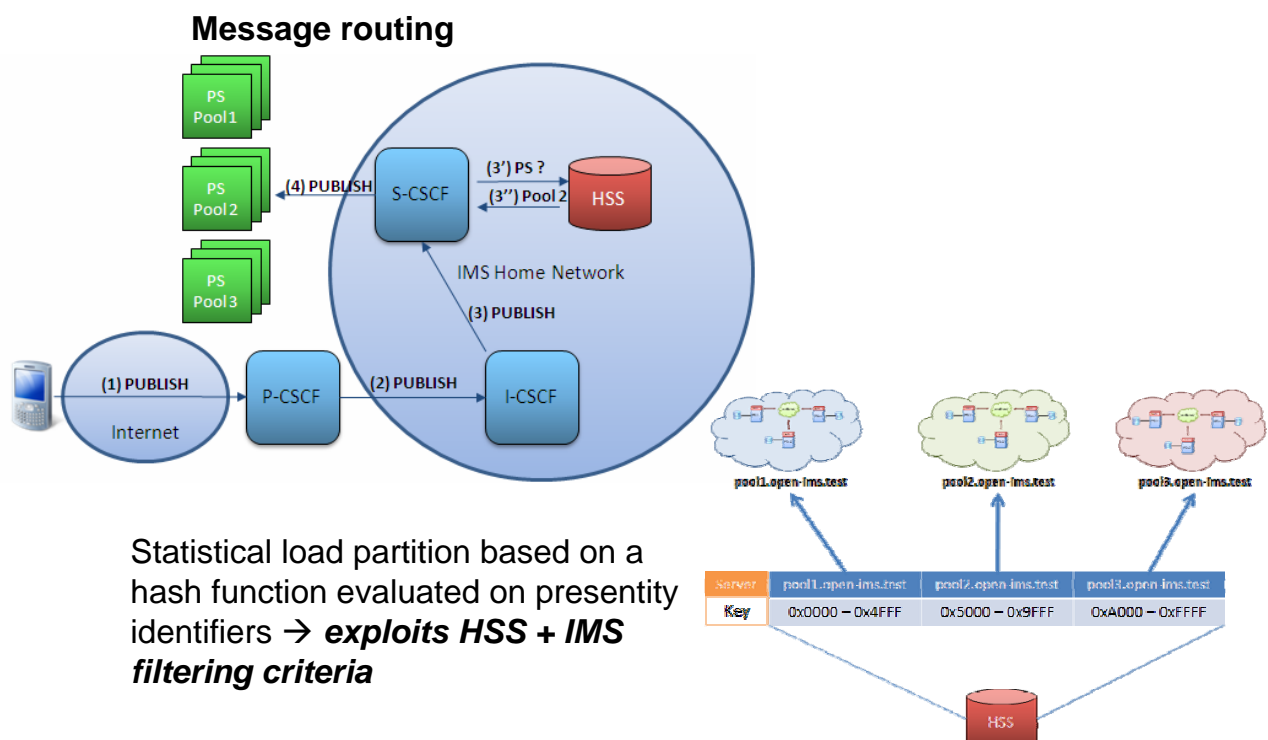 Message routing
PS
Pool1
PS
Pool2
PS
Pool3
(4) PUBLISH
S-CSCF
(3') PS ?
(3'') Pool 2
HSS
IMS Home Network
(3) PUBLISH
(1) PUBLISH
Internet
P-CSCF
(2) PUBLISH
I-CSCF
pool1.open-ims.test
pool2.open-ims.test
pool3.open-ims.test
Statistical load partition based on a
hash function evaluated on presentity
identifiers → exploits HSS + IMS
filtering criteria
Server pool1.open-ims.test pool2.open-ims.test pool3.open-ims.test
Key 0x0000 – 0x4FFF 0x5000 – 0x9FFF 0xA000 – 0xFFFF
HSS